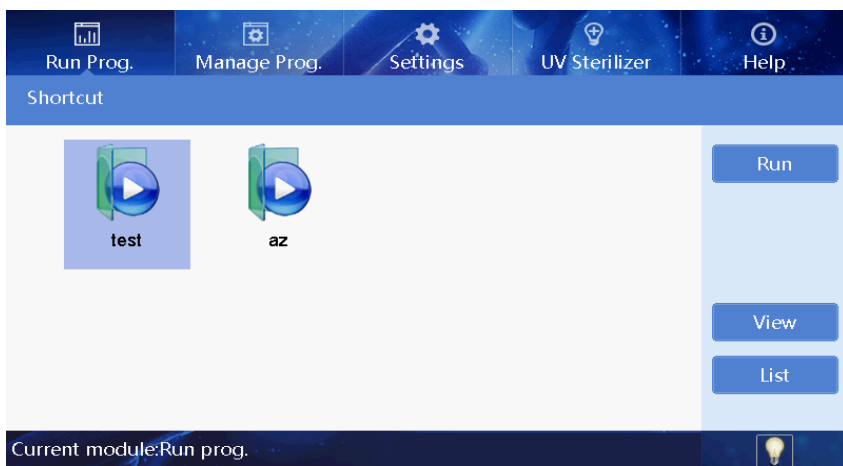 Run Prog. Manage Prog. Settings UV Sterilizer Help
Shortcut
test az
Run
View
List
Current module:Run prog.